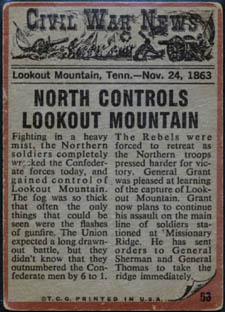 CIVIL WAR NEWS
Lookout Mountain, Tenn.—Nov. 24, 1863
NORTH CONTROLS
LOOKOUT MOUNTAIN
Fighting in a heavy
mist, the Northern
soldiers completely
wrecked the Confeder-
ate forces today, and
gained control of
Lookout Mountain.
The fog was so thick
that often the only
things that could be
seen were the flashes
of gunfire. The Union
expected a long drawn-
out battle, but they
didn't know that they
outnumbered the Con-
federate men by 6 to 1.
The Rebels were
forced to retreat as
the Northern troops
pressed harder for vic-
tory. General Grant
was pleased at learning
of the capture of Look-
out Mountain. Grant
now plans to continue
his assault on the main
line of soldiers sta-
tioned at Missionary
Ridge. He has sent
orders to General
Sherman and General
Thomas to take the
ridge immediately.
©T.C.G. PRINTED IN U.S.A.
53